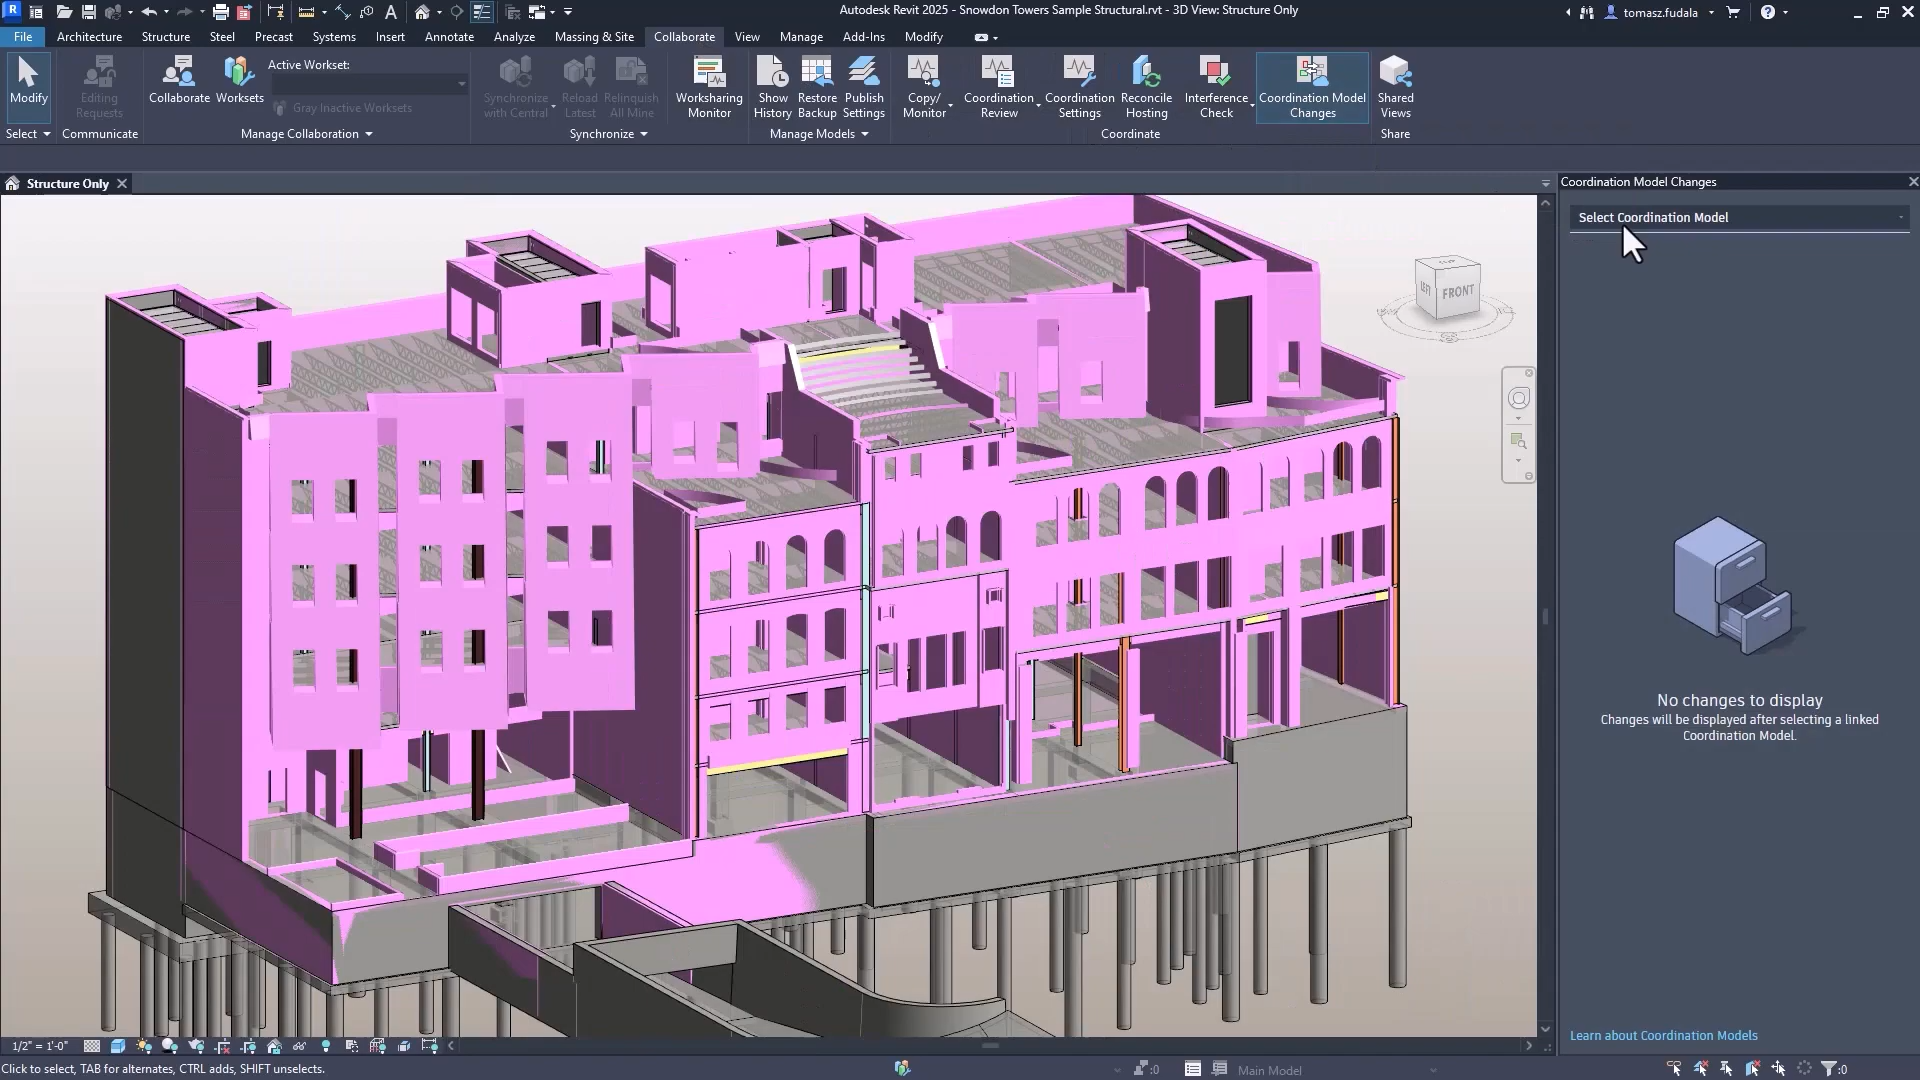 Autodesk Revit 2025 - Snowdon Towers Sample Structural.rvt - 3D View: Structure Only
tomasz.fudala
File Architecture Structure Steel Precast Systems Insert Annotate Analyze Massing & Site Collaborate View Manage Add-Ins Modify
Modify
Select
Editing
Requests
Communicate
Collaborate
Worksets
Active Workset:
Gray Inactive Worksets
Manage Collaboration
Synchronize
with Central
Reload
Latest
Relinquish
All Mine
Synchronize
Worksharing
Monitor
Show
History
Restore
Backup
Publish
Settings
Manage Models
Copy/
Monitor
Coordination
Review
Coordination
Settings
Reconcile
Hosting
Interference
Check
Coordination Model
Changes
Coordinate
Shared
Views
Share
Structure Only
Coordination Model Changes
Select Coordination Model
LEFT
FRONT
No changes to display
Changes will be displayed after selecting a linked
Coordination Model.
Learn about Coordination Models
1/2" = 1'-0"
Click to select, TAB for alternates, CTRL adds, SHIFT unselects.
:0
Main Model
:0